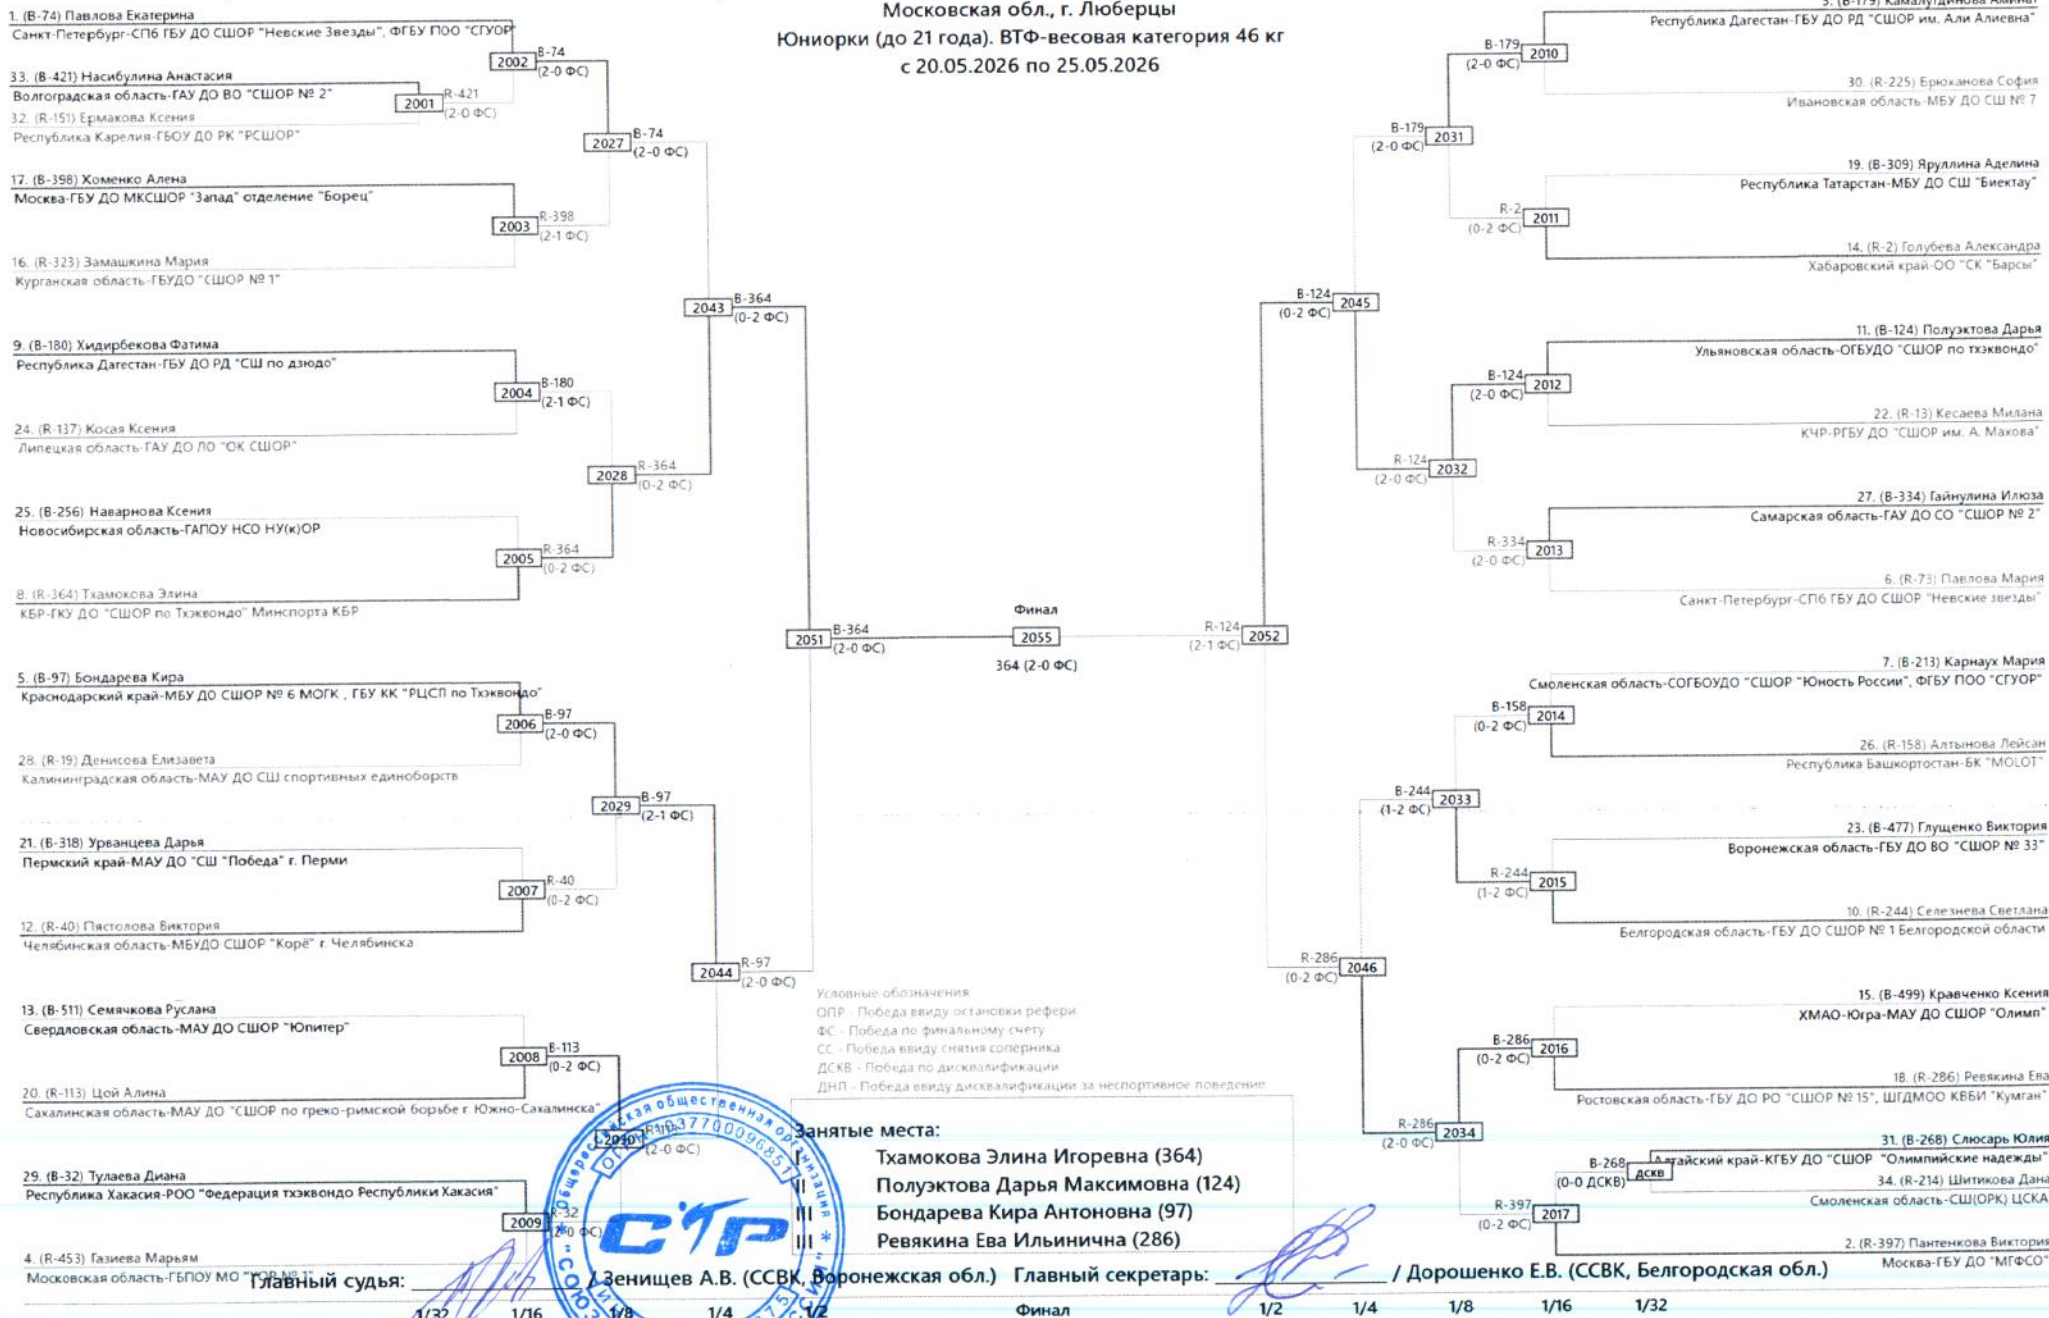 Московская обл., г. Люберцы
Юниорки (до 21 года). ВТФ-весовая категория 46 кг
с 20.05.2026 по 25.05.2026
1. (В-74) Павлова Екатерина
Санкт-Петербург-СПб ГБУ ДО СШОР "Невские Звезды", ФГБУ ПОО "СГУОР"
33. (В-421) Насибулина Анастасия
Волгоградская область-ГАУ ДО ВО "СШОР № 2"
32. (R-151) Ермакова Ксения
Республика Карелия-ГБОУ ДО РК "РСШОР"
17. (В-398) Хоменко Алена
Москва-ГБУ ДО МКСШОР "Запад" отделение "Борец"
16. (R-323) Замашкина Мария
Курганская область-ГБУДО "СШОР № 1"
9. (В-180) Хидирбекова Фатима
Республика Дагестан-ГБУ ДО РД "СШ по дзюдо"
24. (R-137) Косая Ксения
Липецкая область-ГАУ ДО ЛО "ОК СШОР"
25. (В-256) Наварнова Ксения
Новосибирская область-ГАПОУ НСО НУ(к)ОР
8. (R-364) Тхамокова Элина
КБР-ГКУ ДО "СШОР по Тхэквондо" Минспорта КБР
5. (В-97) Бондарева Кира
Краснодарский край-МБУ ДО СШОР № 6 МОГК , ГБУ КК "РЦСП по Тхэквондо"
28. (R-19) Денисова Елизавета
Калининградская область-МАУ ДО СШ спортивных единоборств
21. (В-318) Урванцева Дарья
Пермский край-МАУ ДО "СШ "Победа" г. Перми
12. (R-40) Пястолова Виктория
Челябинская область-МБУДО СШОР "Корё" г. Челябинска
13. (В-511) Семячкова Руслана
Свердловская область-МАУ ДО СШОР "Юпитер"
20. (R-113) Цой Алина
Сахалинская область-МАУ ДО "СШОР по греко-римской борьбе г. Южно-Сахалинска"
29. (В-32) Тулаева Диана
Республика Хакасия-РОО "Федерация тхэквондо Республики Хакасия"
4. (R-453) Газиева Марьям
Московская область-ГБПОУ МО "УОР № 1"
2002 В-74
(2-0 ФС)
2001 R-421
(2-0 ФС)
2003 R-398
(2-1 ФС)
2004 В-180
(2-1 ФС)
2005 R-364
(0-2 ФС)
2006 В-97
(2-0 ФС)
2007 R-40
(0-2 ФС)
2008 В-113
(0-2 ФС)
2009 R-32
(2-0 ФС)
2027 В-74
(2-0 ФС)
2028 R-364
(0-2 ФС)
2029 В-97
(2-1 ФС)
2030 R-113
(2-0 ФС)
2043 В-364
(0-2 ФС)
2044 R-97
(2-0 ФС)
2051 В-364
(2-0 ФС)
Финал
2055
364 (2-0 ФС)
R-124 2052
(2-1 ФС)
В-124 2045
(0-2 ФС)
R-286 2046
(0-2 ФС)
В-179 2031
(2-0 ФС)
R-124 2032
(2-0 ФС)
В-244 2033
(1-2 ФС)
R-286 2034
(2-0 ФС)
В-179 2010
(2-0 ФС)
R-2 2011
(0-2 ФС)
В-124 2012
(2-0 ФС)
R-334 2013
(2-0 ФС)
В-158 2014
(0-2 ФС)
R-244 2015
(1-2 ФС)
В-286 2016
(0-2 ФС)
В-268 дскв
(0-0 ДСКВ)
R-397 2017
(0-2 ФС)
3. (В-179) Камалутдинова Аминат
Республика Дагестан-ГБУ ДО РД "СШОР им. Али Алиевна"
30. (R-225) Брюханова София
Ивановская область-МБУ ДО СШ № 7
19. (В-309) Яруллина Аделина
Республика Татарстан-МБУ ДО СШ "Биектау"
14. (R-2) Голубева Александра
Хабаровский край-ОО "СК "Барсы"
11. (В-124) Полуэктова Дарья
Ульяновская область-ОГБУДО "СШОР по тхэквондо"
22. (R-13) Кесаева Милана
КЧР-РГБУ ДО "СШОР им. А. Махова"
27. (В-334) Гайнулина Илюза
Самарская область-ГАУ ДО СО "СШОР № 2"
6. (R-73) Павлова Мария
Санкт-Петербург-СПб ГБУ ДО СШОР "Невские звезды"
7. (В-213) Карнаух Мария
Смоленская область-СОГБОУДО "СШОР "Юность России", ФГБУ ПОО "СГУОР"
26. (R-158) Алтынова Лейсан
Республика Башкортостан-БК "MOLOT"
23. (В-477) Глущенко Виктория
Воронежская область-ГБУ ДО ВО "СШОР № 33"
10. (R-244) Селезнева Светлана
Белгородская область-ГБУ ДО СШОР № 1 Белгородской области
15. (В-499) Кравченко Ксения
ХМАО-Югра-МАУ ДО СШОР "Олимп"
18. (R-286) Ревякина Ева
Ростовская область-ГБУ ДО РО "СШОР № 15", ШГДМОО КВБИ "Кумган"
31. (В-268) Слюсарь Юлия
Алтайский край-КГБУ ДО "СШОР "Олимпийские надежды"
34. (R-214) Шитикова Дана
Смоленская область-СШ(ОРК) ЦСКА
2. (R-397) Пантенкова Виктория
Москва-ГБУ ДО "МГФСО"
Условные обозначения
ОПР - Победа ввиду остановки рефери
ФС - Победа по финальному счету
СС - Победа ввиду снятия соперника
ДСКВ - Победа по дисквалификации
ДНП - Победа ввиду дисквалификации за неспортивное поведение
Занятые места:
I Тхамокова Элина Игоревна (364)
II Полуэктова Дарья Максимовна (124)
III Бондарева Кира Антоновна (97)
III Ревякина Ева Ильинична (286)
Общероссийская общественная организация
1037700096851
СТР
Главный судья: / Зенищев А.В. (ССВК, Воронежская обл.) Главный секретарь: / Дорошенко Е.В. (ССВК, Белгородская обл.)
1/32 1/16 1/8 1/4 1/2 Финал 1/2 1/4 1/8 1/16 1/32